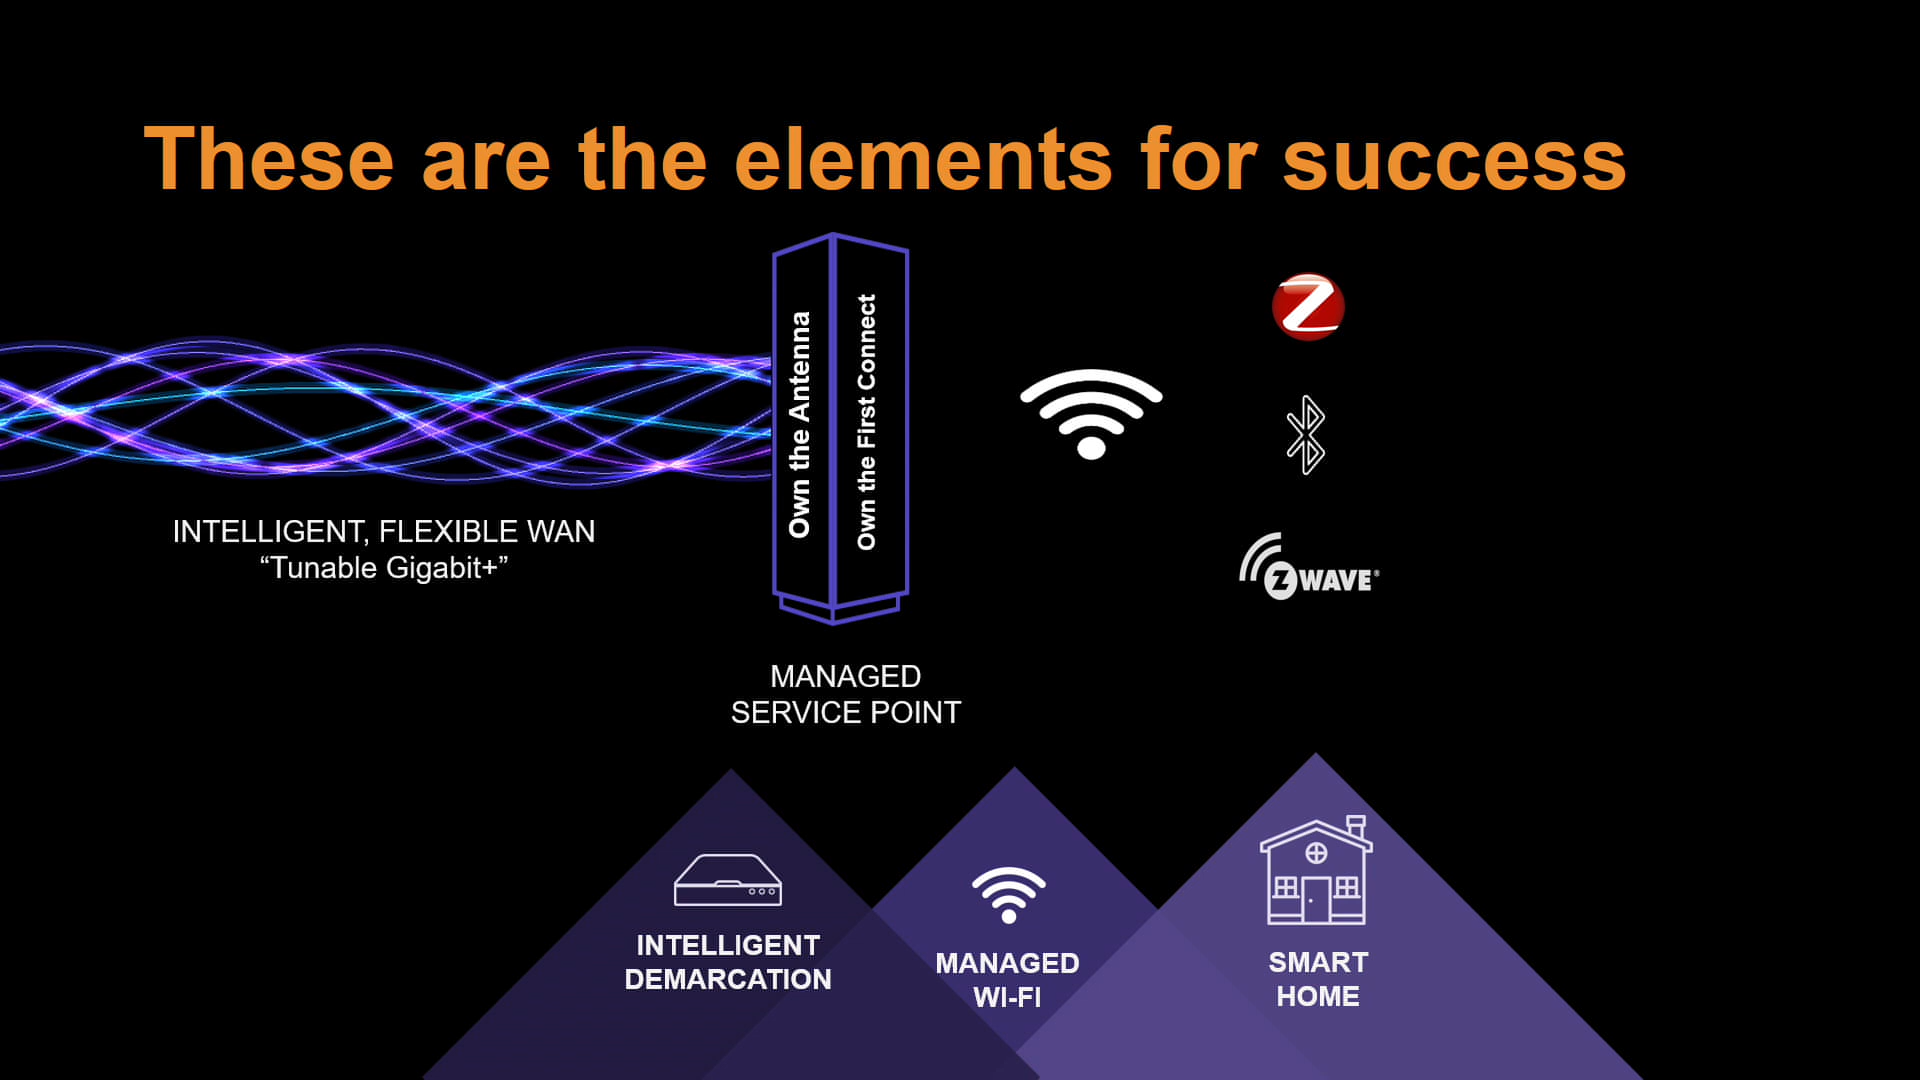 These are the elements for success
Own the Antenna
Own the First Connect
INTELLIGENT, FLEXIBLE WAN
“Tunable Gigabit+”
Z
Z WAVE®
MANAGED
SERVICE POINT
INTELLIGENT
DEMARCATION
MANAGED
WI-FI
SMART
HOME